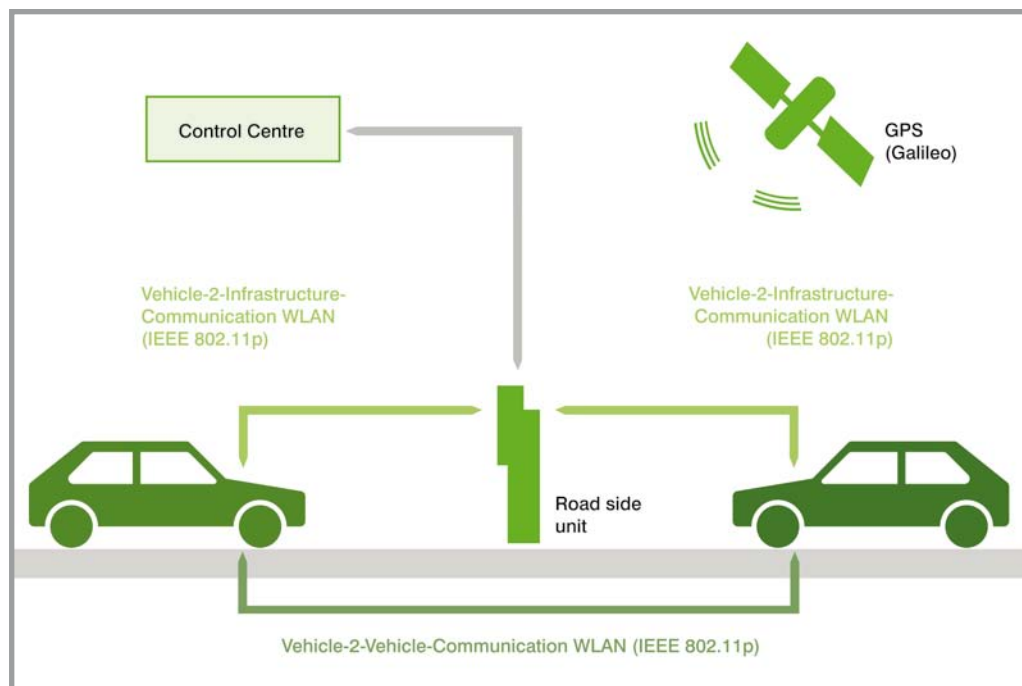 Control Centre
GPS
(Galileo)
Vehicle-2-Infrastructure-
Communication WLAN
(IEEE 802.11p)
Vehicle-2-Infrastructure-
Communication WLAN
(IEEE 802.11p)
Road side
unit
Vehicle-2-Vehicle-Communication WLAN (IEEE 802.11p)